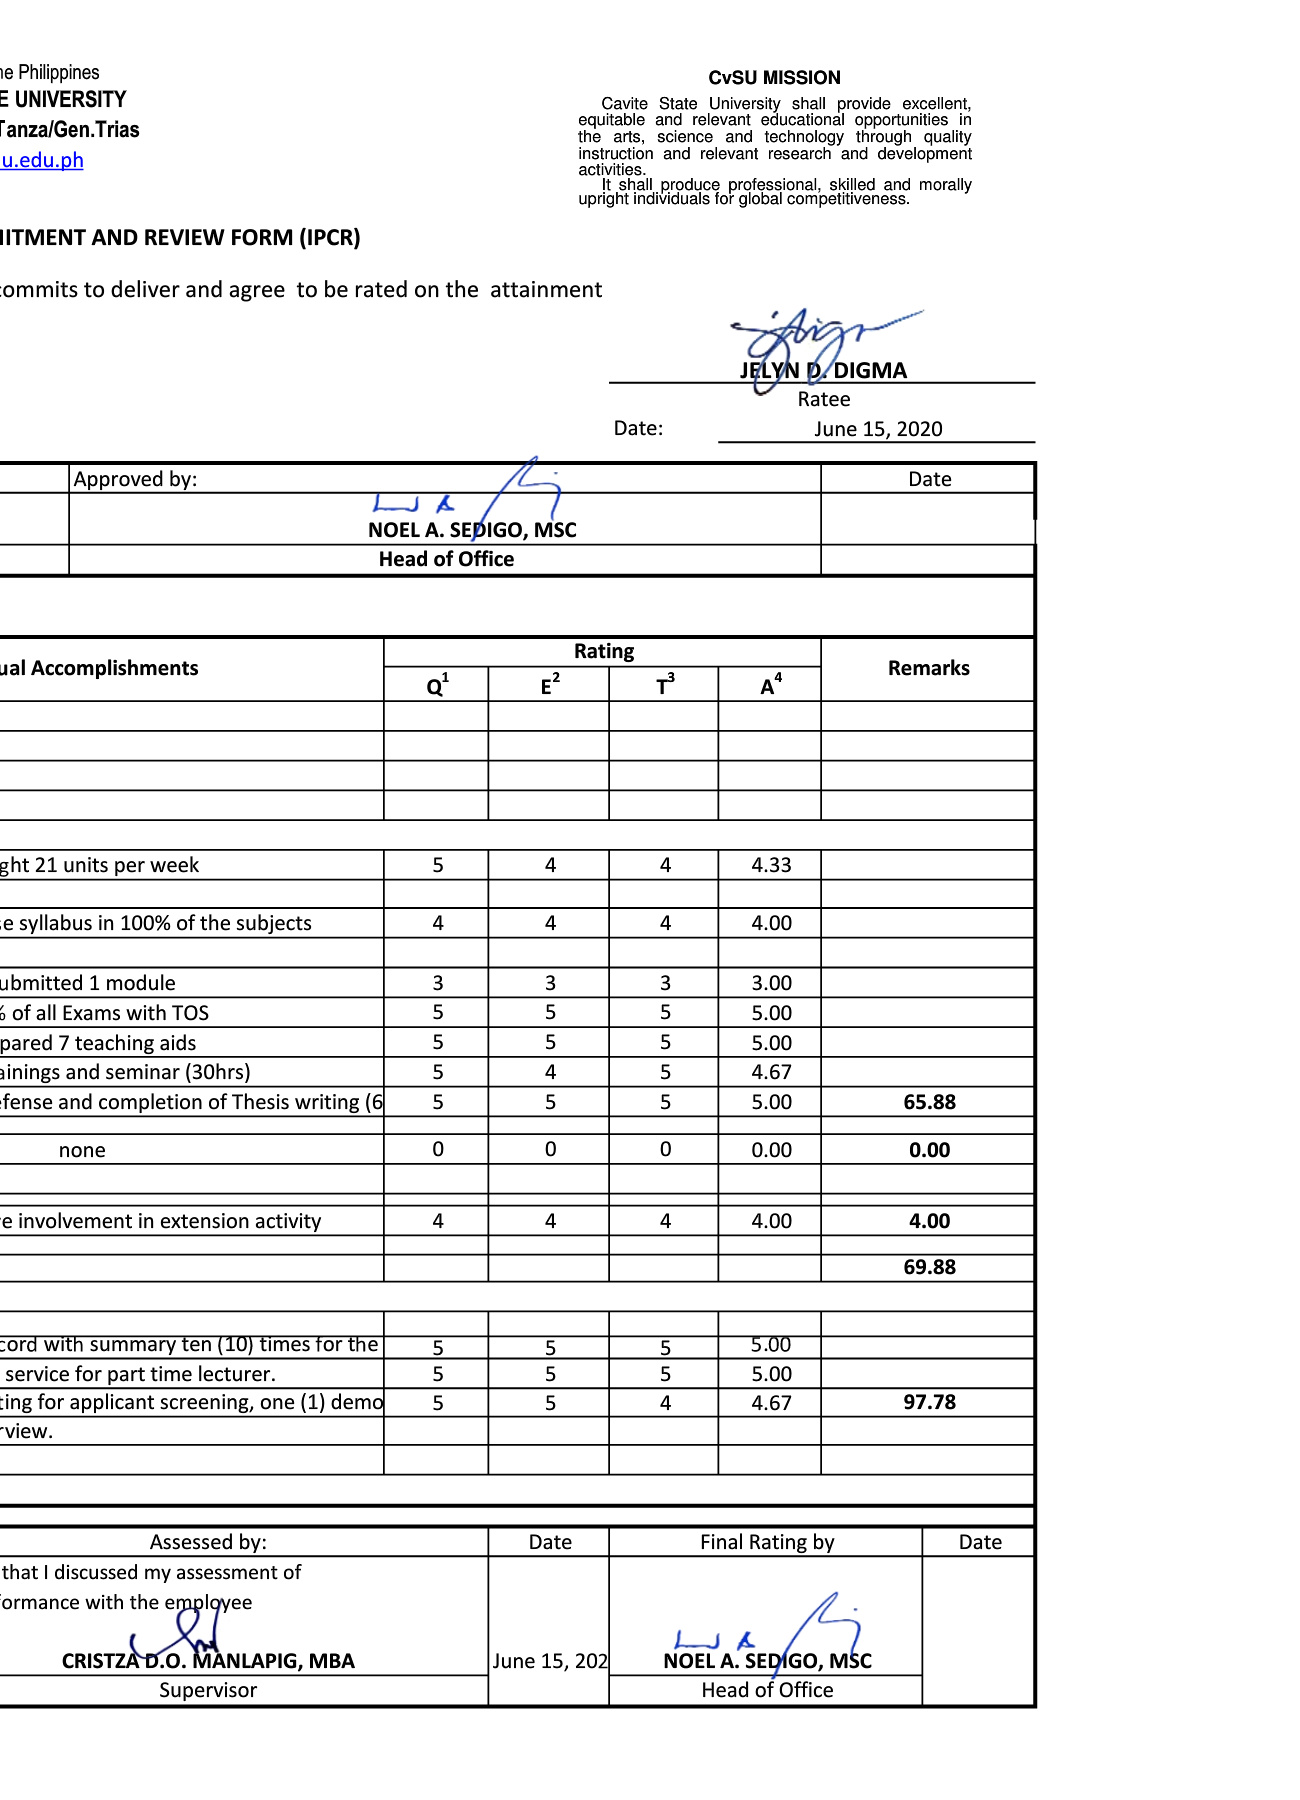 ne Philippines
E UNIVERSITY
Tanza/Gen.Trias
u.edu.ph
CvSU MISSION
Cavite State University shall provide excellent,
equitable and relevant educational opportunities in
the arts, science and technology through quality
instruction and relevant research and development
activities.
It shall produce professional, skilled and morally
upright individuals for global competitiveness.
MITMENT AND REVIEW FORM (IPCR)
commits to deliver and agree to be rated on the attainment
JELYN D. DIGMA
Ratee
Date: June 15, 2020
Approved by: Date
NOEL A. SEDIGO, MSC
Head of Office
ual Accomplishments Rating Remarks
Q1 E2 T3 A4
ght 21 units per week 5 4 4 4.33
se syllabus in 100% of the subjects 4 4 4 4.00
ubmitted 1 module 3 3 3 3.00
% of all Exams with TOS 5 5 5 5.00
pared 7 teaching aids 5 5 5 5.00
ainings and seminar (30hrs) 5 4 5 4.67
efense and completion of Thesis writing (6 5 5 5 5.00 65.88
none 0 0 0 0.00 0.00
e involvement in extension activity 4 4 4 4.00 4.00
69.88
cord with summary ten (10) times for the 5 5 5 5.00
service for part time lecturer. 5 5 5 5.00
ting for applicant screening, one (1) demo 5 5 4 4.67 97.78
rview.
Assessed by: Date Final Rating by Date
that I discussed my assessment of
formance with the employee
CRISTZA D.O. MANLAPIG, MBA June 15, 202 NOEL A. SEDIGO, MSC
Supervisor Head of Office